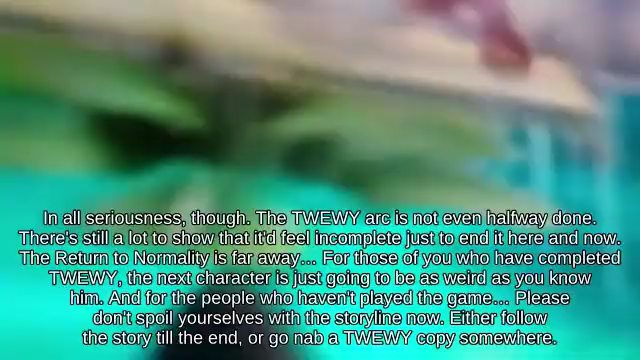 In all seriousness, though. The TWEWY arc is not even halfway done.
There's still a lot to show that it'd feel incomplete just to end it here and now.
The Return to Normality is far away... For those of you who have completed
TWEWY, the next character is just going to be as weird as you know
him. And for the people who haven't played the game... Please
don't spoil yourselves with the storyline now. Either follow
the story till the end, or go nab a TWEWY copy somewhere.